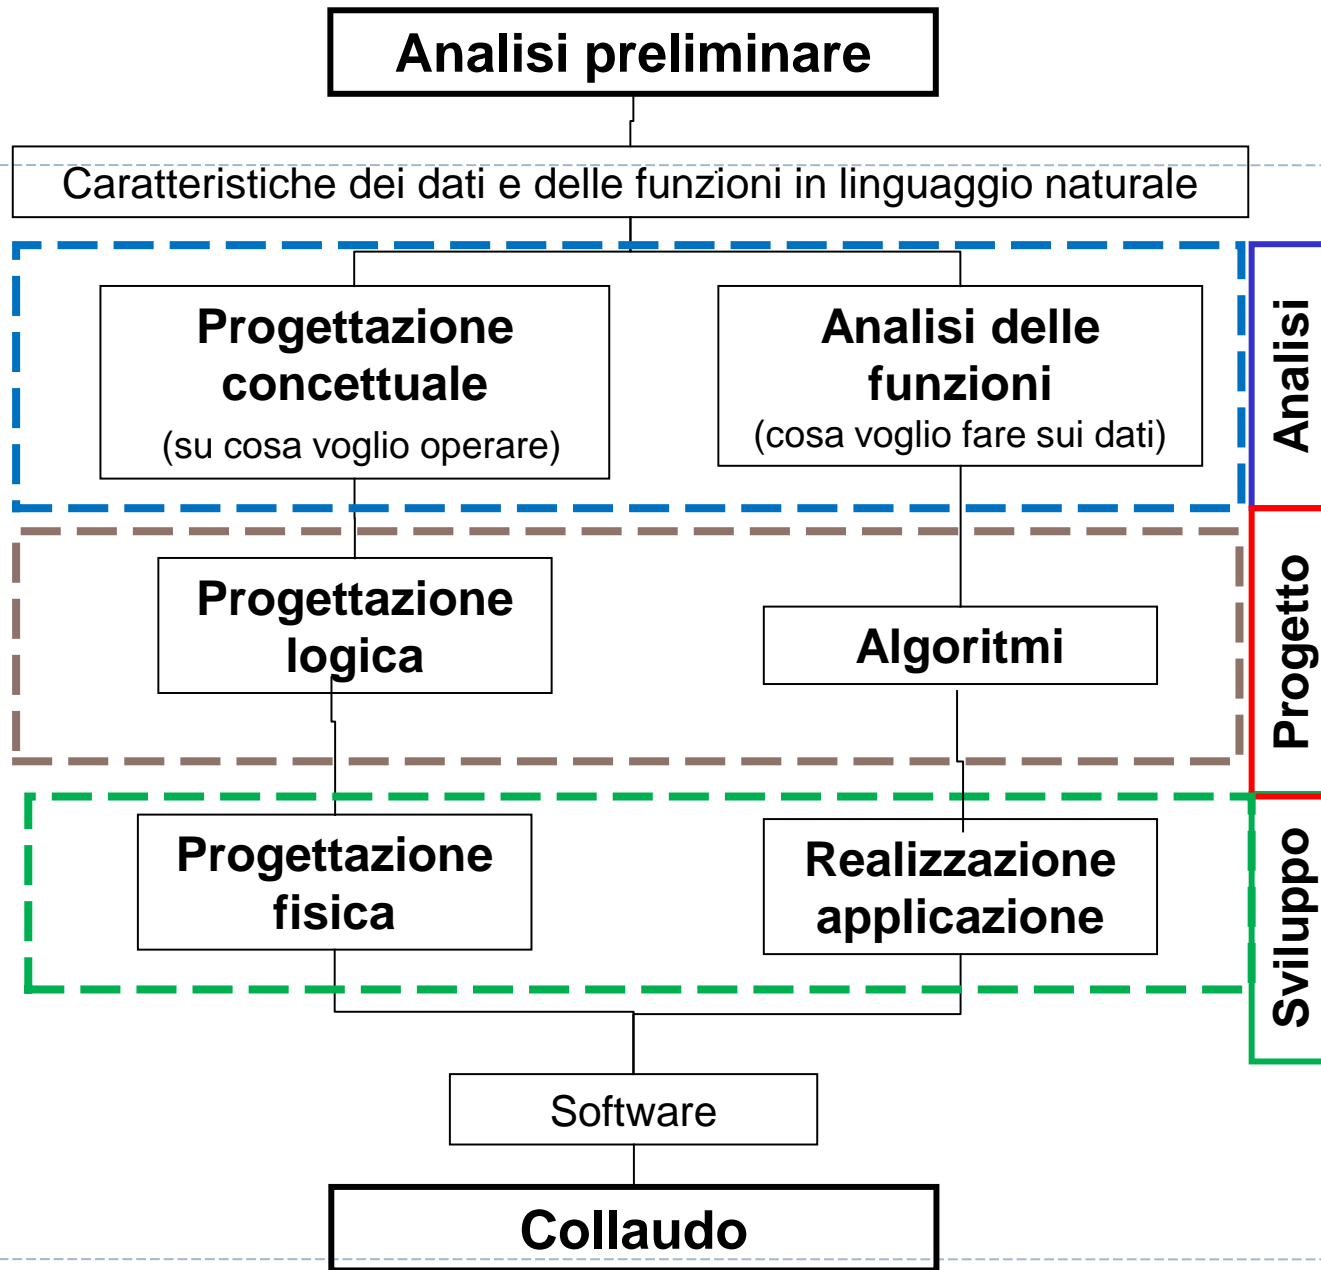 Analisi preliminare
Caratteristiche dei dati e delle funzioni in linguaggio naturale
Progettazione
concettuale
(su cosa voglio operare)
Analisi delle
funzioni
(cosa voglio fare sui dati)
Analisi
Progettazione
logica
Algoritmi
Progetto
Progettazione
fisica
Realizzazione
applicazione
Sviluppo
Software
Collaudo